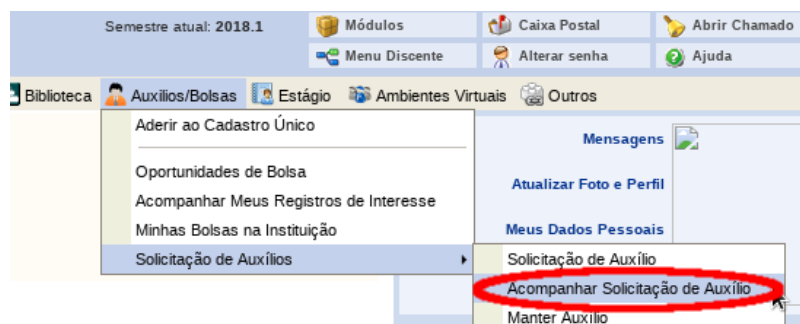 Semestre atual: 2018.1
Módulos
Caixa Postal
Abrir Chamado
Menu Discente
Alterar senha
Ajuda
Biblioteca
Auxílios/Bolsas
Estágio
Ambientes Virtuais
Outros
Aderir ao Cadastro Único
Oportunidades de Bolsa
Acompanhar Meus Registros de Interesse
Minhas Bolsas na Instituição
Solicitação de Auxílios
Mensagens
Atualizar Foto e Perfil
Meus Dados Pessoais
Solicitação de Auxílio
Acompanhar Solicitação de Auxílio
Manter Auxílio